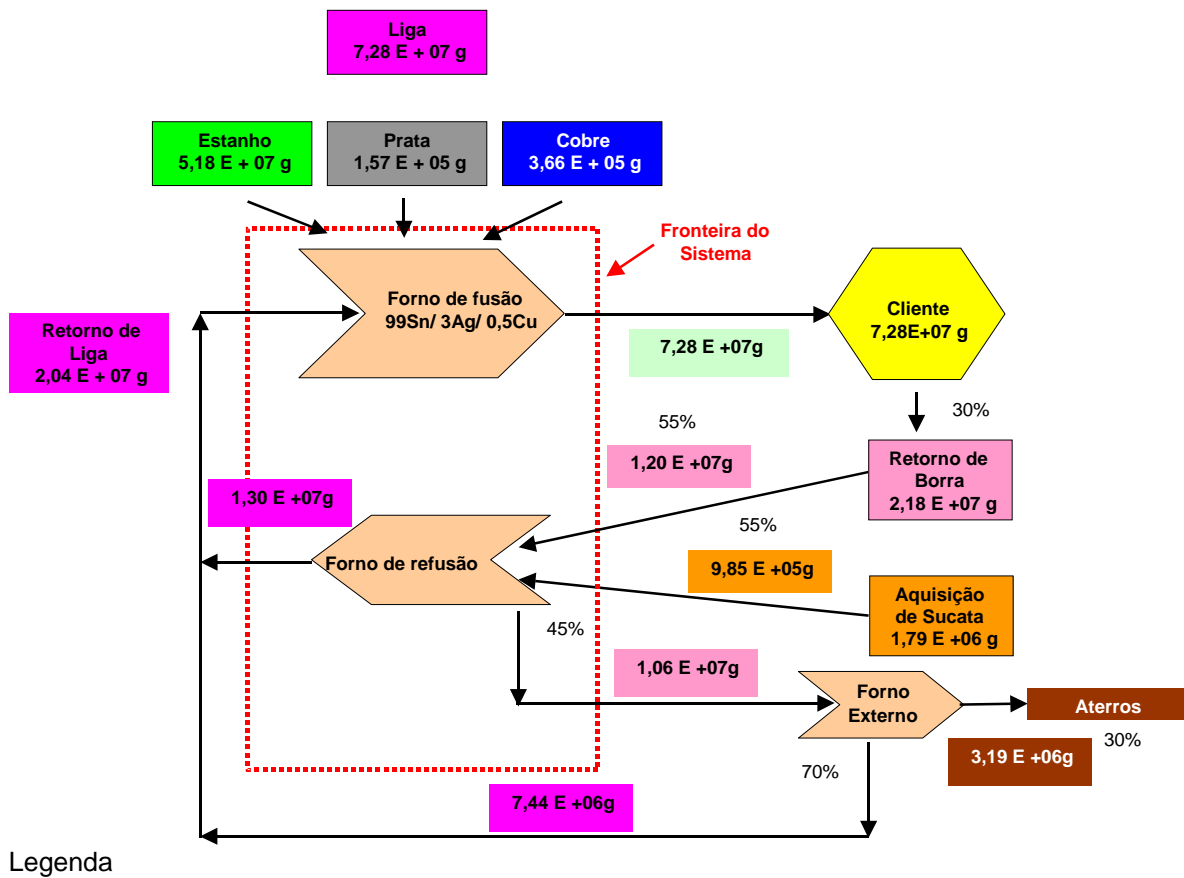 Liga
7,28 E + 07 g
Estanho
5,18 E + 07 g
Prata
1,57 E + 05 g
Cobre
3,66 E + 05 g
Fronteira do
Sistema
Forno de fusão
99Sn/ 3Ag/ 0,5Cu
Cliente
7,28E+07 g
Retorno de
Liga
2,04 E + 07 g
7,28 E +07g
30%
55%
1,20 E +07g
Retorno de
Borra
2,18 E +07 g
1,30 E +07g
55%
Forno de refusão
9,85 E +05g
Aquisição
de Sucata
1,79 E +06 g
45%
1,06 E +07g
Forno
Externo
Aterros
30%
3,19 E +06g
70%
7,44 E +06g
Legenda